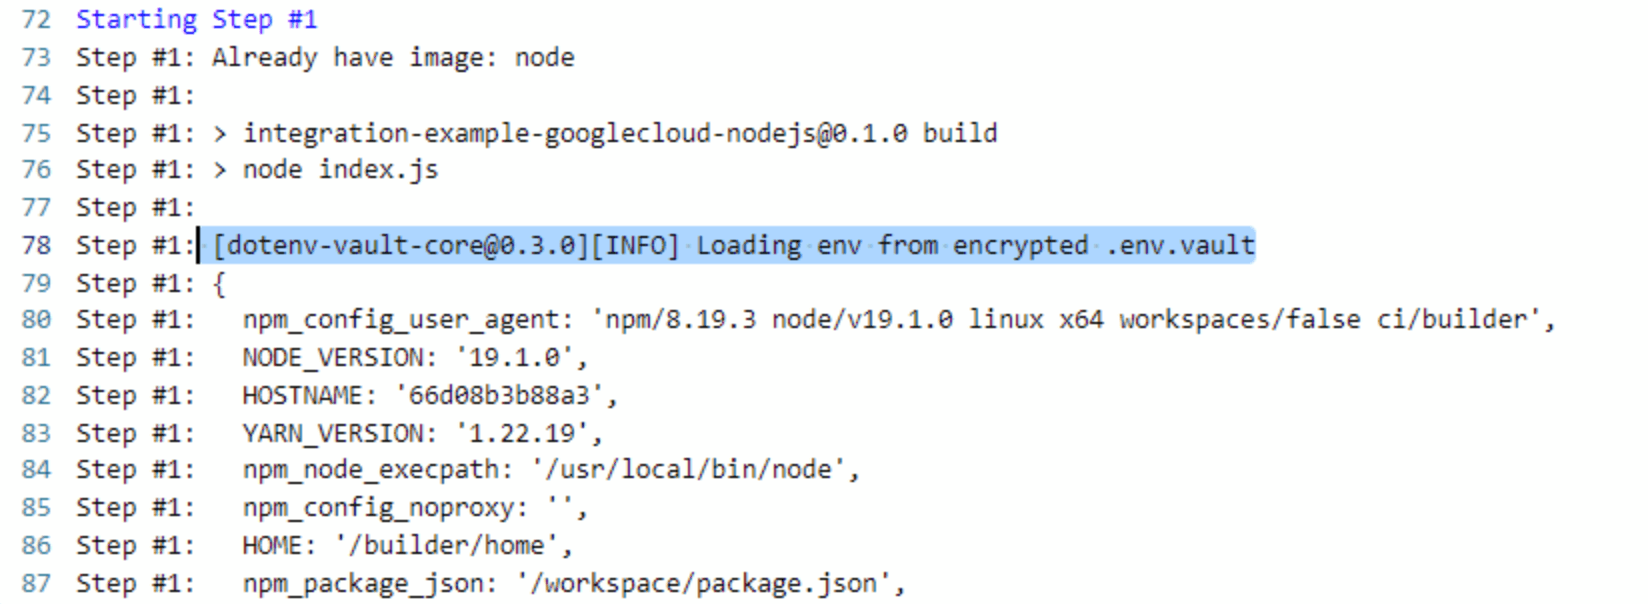 72 Starting Step #1
73 Step #1: Already have image: node
74 Step #1:
75 Step #1: > integration-example-googlecloud-nodejs@0.1.0 build
76 Step #1: > node index.js
77 Step #1:
78 Step #1: [dotenv-vault-core@0.3.0][INFO] Loading env from encrypted .env.vault
79 Step #1: {
80 Step #1:   npm_config_user_agent: 'npm/8.19.3 node/v19.1.0 linux x64 workspaces/false ci/builder',
81 Step #1:   NODE_VERSION: '19.1.0',
82 Step #1:   HOSTNAME: '66d08b3b88a3',
83 Step #1:   YARN_VERSION: '1.22.19',
84 Step #1:   npm_node_execpath: '/usr/local/bin/node',
85 Step #1:   npm_config_noproxy: '',
86 Step #1:   HOME: '/builder/home',
87 Step #1:   npm_package_json: '/workspace/package.json',